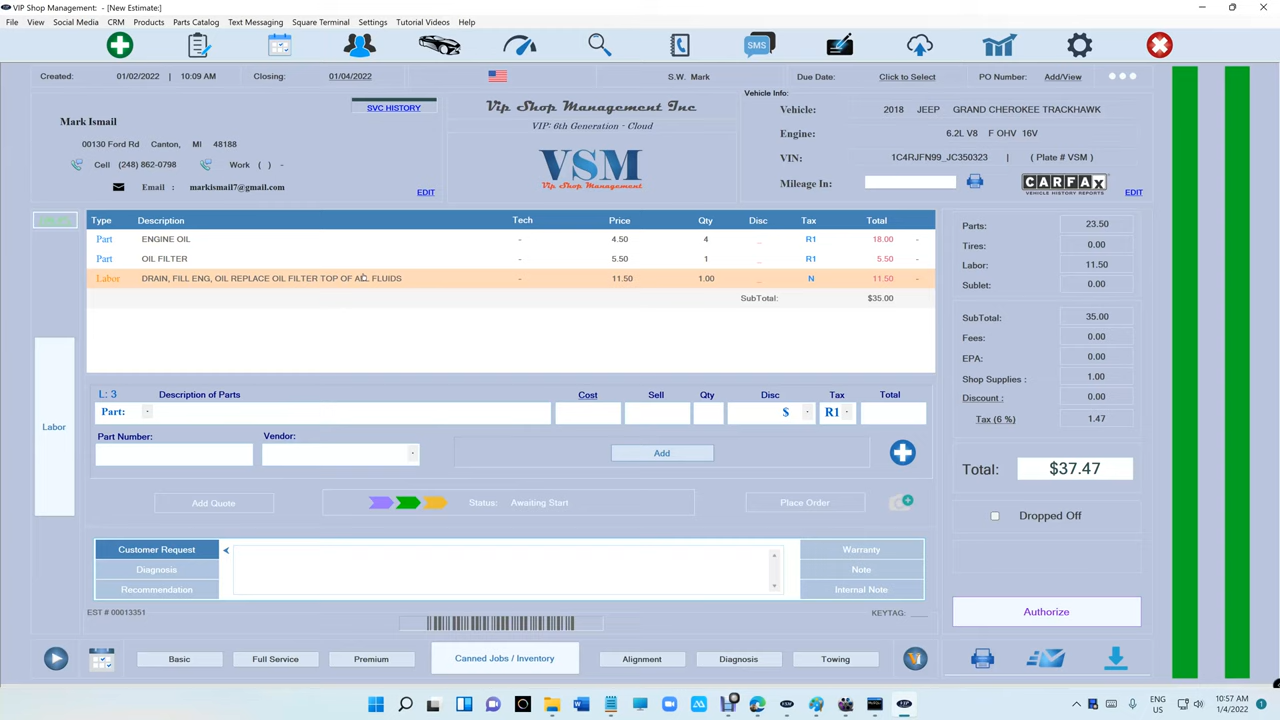 VIP Shop Management: - [New Estimate:]
File View Social Media CRM Products Parts Catalog Text Messaging Square Terminal Settings Tutorial Videos Help
SMS
Created: 01/02/2022 | 10:09 AM Closing: 01/04/2022 S.W. Mark Due Date: Click to Select PO Number: Add/View
SVC HISTORY
Mark Ismail
00130 Ford Rd Canton, MI 48188
Cell (248) 862-0798 Work ( ) -
Email : markismail7@gmail.com
EDIT
Vip Shop Management Inc
VIP: 6th Generation - Cloud
VSM
Vip Shop Management
Vehicle Info:
Vehicle: 2018 JEEP GRAND CHEROKEE TRACKHAWK
Engine: 6.2L V8 F OHV 16V
VIN: 1C4RJFN99_JC350323 | ( Plate # VSM )
Mileage In:
CARFAX
VEHICLE HISTORY REPORTS
EDIT
Type Description Tech Price Qty Disc Tax Total
Part ENGINE OIL - 4.50 4 _ R1 18.00 -
Part OIL FILTER - 5.50 1 _ R1 5.50 -
Labor DRAIN, FILL ENG, OIL REPLACE OIL FILTER TOP OF ALL FLUIDS - 11.50 1.00 _ N 11.50 -
SubTotal: $35.00
Labor
L: 3 Description of Parts Cost Sell Qty Disc Tax Total
Part: - $ - R1 -
Part Number: Vendor:
Add
Add Quote Status: Awaiting Start Place Order
Customer Request
Diagnosis
Recommendation
Warranty
Note
Internal Note
EST # 00013351 KEYTAG: ___
Parts: 23.50
Tires: 0.00
Labor: 11.50
Sublet: 0.00
SubTotal: 35.00
Fees: 0.00
EPA: 0.00
Shop Supplies : 1.00
Discount : 0.00
Tax (6 %) 1.47
Total: $37.47
Dropped Off
Authorize
Basic Full Service Premium Canned Jobs / Inventory Alignment Diagnosis Towing
ENG
US
10:57 AM
1/4/2022